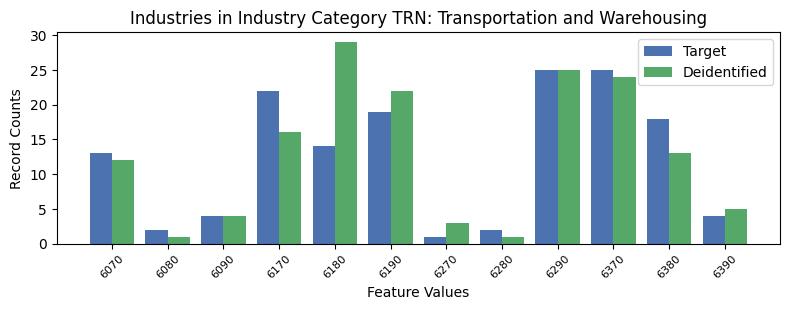 Industries in Industry Category TRN: Transportation and Warehousing
Record Counts
30
25
20
15
10
5
0
Target
Deidentified
6070 6080 6090 6170 6180 6190 6270 6280 6290 6370 6380 6390
Feature Values